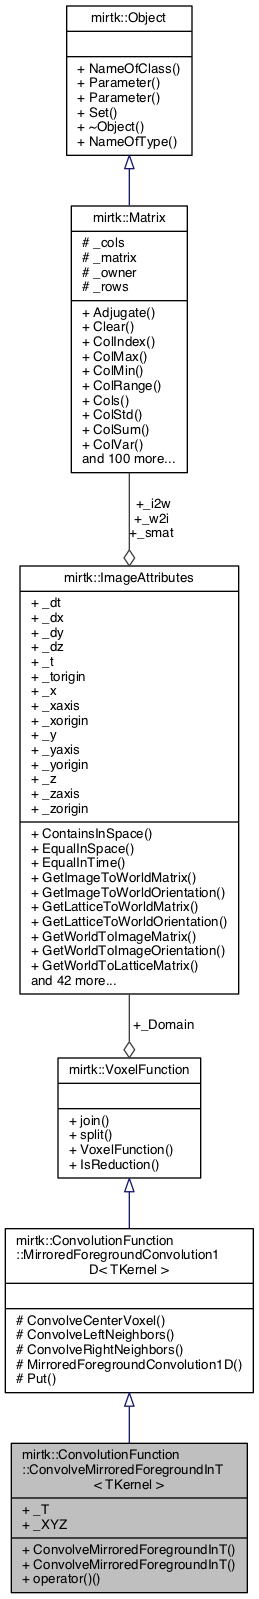 mirtk::Object
+ NameOfClass()
+ Parameter()
+ Parameter()
+ Set()
+ ~Object()
+ NameOfType()
mirtk::Matrix
# _cols
# _matrix
# _owner
# _rows
+ Adjugate()
+ Clear()
+ ColIndex()
+ ColMax()
+ ColMin()
+ ColRange()
+ Cols()
+ ColStd()
+ ColSum()
+ ColVar()
and 100 more...
+_i2w
+_w2i
+_smat
mirtk::ImageAttributes
+ _dt
+ _dx
+ _dy
+ _dz
+ _t
+ _torigin
+ _x
+ _xaxis
+ _xorigin
+ _y
+ _yaxis
+ _yorigin
+ _z
+ _zaxis
+ _zorigin
+ ContainsInSpace()
+ EqualInSpace()
+ EqualInTime()
+ GetImageToWorldMatrix()
+ GetImageToWorldOrientation()
+ GetLatticeToWorldMatrix()
+ GetLatticeToWorldOrientation()
+ GetWorldToImageMatrix()
+ GetWorldToImageOrientation()
+ GetWorldToLatticeMatrix()
and 42 more...
+_Domain
mirtk::VoxelFunction
+ join()
+ split()
+ VoxelFunction()
+ IsReduction()
mirtk::ConvolutionFunction
::MirroredForegroundConvolution1
D< TKernel >
# ConvolveCenterVoxel()
# ConvolveLeftNeighbors()
# ConvolveRightNeighbors()
# MirroredForegroundConvolution1D()
# Put()
mirtk::ConvolutionFunction
::ConvolveMirroredForegroundInT
< TKernel >
+ _T
+ _XYZ
+ ConvolveMirroredForegroundInT()
+ ConvolveMirroredForegroundInT()
+ operator()()